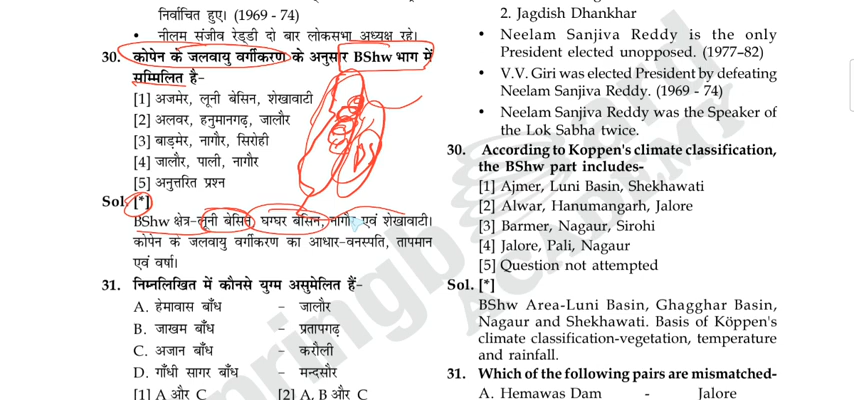 निर्वाचित हुए। (1969 - 74)
• नीलम संजीव रेड्डी दो बार लोकसभा अध्यक्ष रहे।
30. कोपेन के जलवायु वर्गीकरण के अनुसार BShw भाग में
सम्मिलित है-
[1] अजमेर, लूनी बेसिन, शेखावाटी
[2] अलवर, हनुमानगढ़, जालौर
[3] बाड़मेर, नागौर, सिरोही
[4] जालौर, पाली, नागौर
[5] अनुत्तरित प्रश्न
Sol. [*]
BShw क्षेत्र-लूनी बेसिन, घग्घर बेसिन, नागौर एवं शेखावाटी।
कोपेन के जलवायु वर्गीकरण का आधार-वनस्पति, तापमान
एवं वर्षा।
31. निम्नलिखित में कौनसे युग्म असुमेलित हैं-
A. हेमावास बाँध - जालौर
B. जाखम बाँध - प्रतापगढ़
C. अजान बाँध - करौली
D. गाँधी सागर बाँध - मन्दसौर
[1] A और C [2] A, B और C
2. Jagdish Dhankhar
• Neelam Sanjiva Reddy is the only
President elected unopposed. (1977–82)
• V.V. Giri was elected President by defeating
Neelam Sanjiva Reddy. (1969 - 74)
• Neelam Sanjiva Reddy was the Speaker of
the Lok Sabha twice.
30. According to Koppen's climate classification,
the BShw part includes-
[1] Ajmer, Luni Basin, Shekhawati
[2] Alwar, Hanumangarh, Jalore
[3] Barmer, Nagaur, Sirohi
[4] Jalore, Pali, Nagaur
[5] Question not attempted
Sol. [*]
BShw Area-Luni Basin, Ghagghar Basin,
Nagaur and Shekhawati. Basis of Köppen's
climate classification-vegetation, temperature
and rainfall.
31. Which of the following pairs are mismatched-
A. Hemawas Dam - Jalore